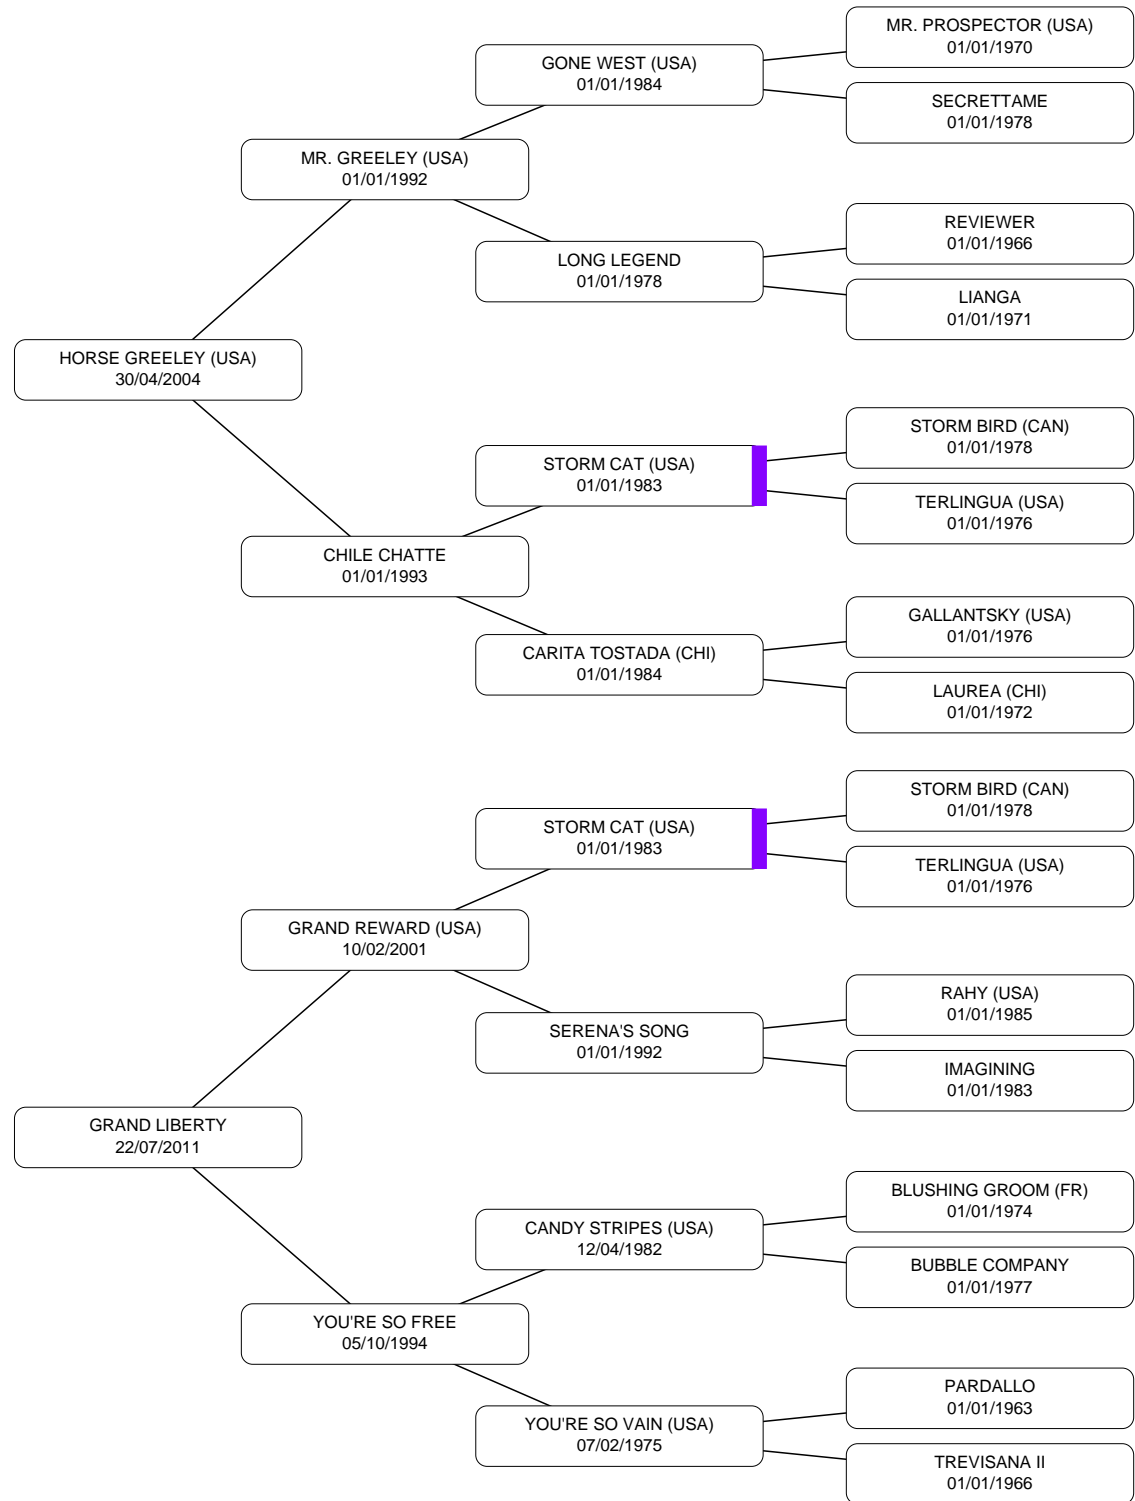 MR. PROSPECTOR (USA)
01/01/1970
GONE WEST (USA)
01/01/1984
SECRETTAME
01/01/1978
MR. GREELEY (USA)
01/01/1992
REVIEWER
01/01/1966
LONG LEGEND
01/01/1978
LIANGA
01/01/1971
HORSE GREELEY (USA)
30/04/2004
STORM BIRD (CAN)
01/01/1978
STORM CAT (USA)
01/01/1983
TERLINGUA (USA)
01/01/1976
CHILE CHATTE
01/01/1993
GALLANTSKY (USA)
01/01/1976
CARITA TOSTADA (CHI)
01/01/1984
LAUREA (CHI)
01/01/1972
STORM BIRD (CAN)
01/01/1978
STORM CAT (USA)
01/01/1983
TERLINGUA (USA)
01/01/1976
GRAND REWARD (USA)
10/02/2001
RAHY (USA)
01/01/1985
SERENA'S SONG
01/01/1992
IMAGINING
01/01/1983
GRAND LIBERTY
22/07/2011
BLUSHING GROOM (FR)
01/01/1974
CANDY STRIPES (USA)
12/04/1982
BUBBLE COMPANY
01/01/1977
YOU'RE SO FREE
05/10/1994
PARDALLO
01/01/1963
YOU'RE SO VAIN (USA)
07/02/1975
TREVISANA II
01/01/1966